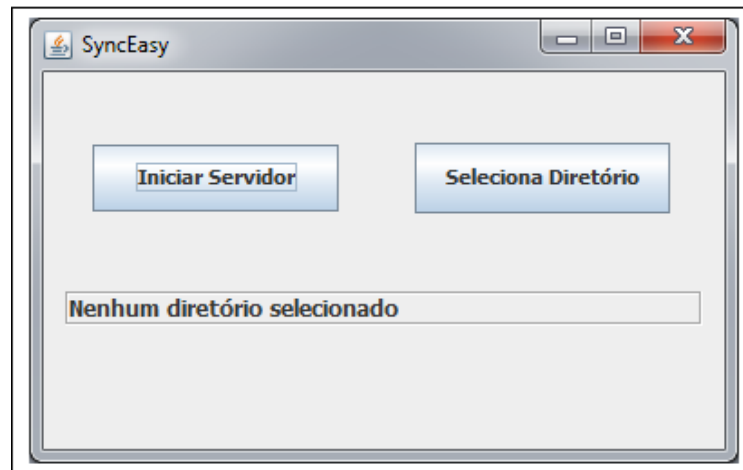 SyncEasy
Iniciar Servidor
Seleciona Diretório
Nenhum diretório selecionado